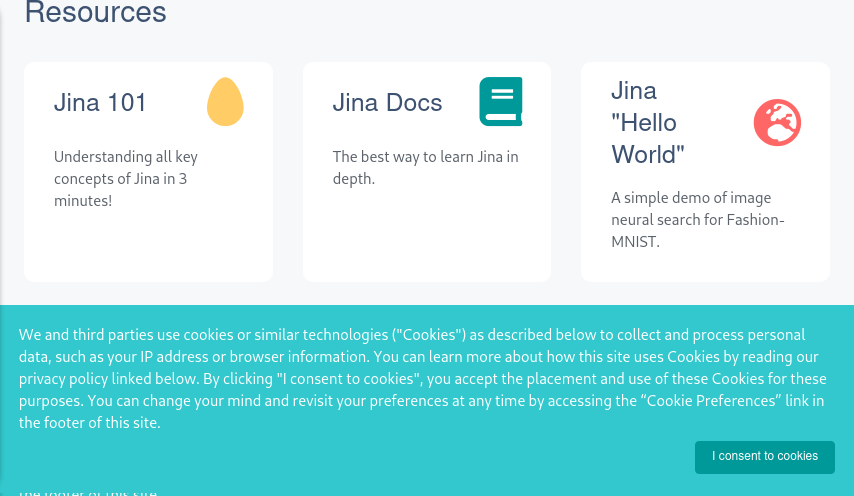 Resources
Jina 101
Understanding all key
concepts of Jina in 3
minutes!
Jina Docs
The best way to learn Jina in
depth.
Jina
"Hello
World"
A simple demo of image
neural search for Fashion-
MNIST.
We and third parties use cookies or similar technologies ("Cookies") as described below to collect and process personal
data, such as your IP address or browser information. You can learn more about how this site uses Cookies by reading our
privacy policy linked below. By clicking "I consent to cookies", you accept the placement and use of these Cookies for these
purposes. You can change your mind and revisit your preferences at any time by accessing the “Cookie Preferences” link in
the footer of this site.
I consent to cookies
the footer of this site.